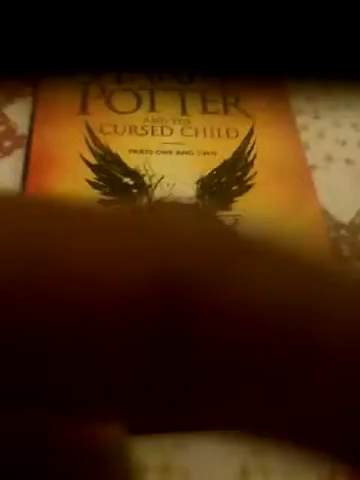 POTTER
AND THE
CURSED CHILD
PARTS ONE AND TWO